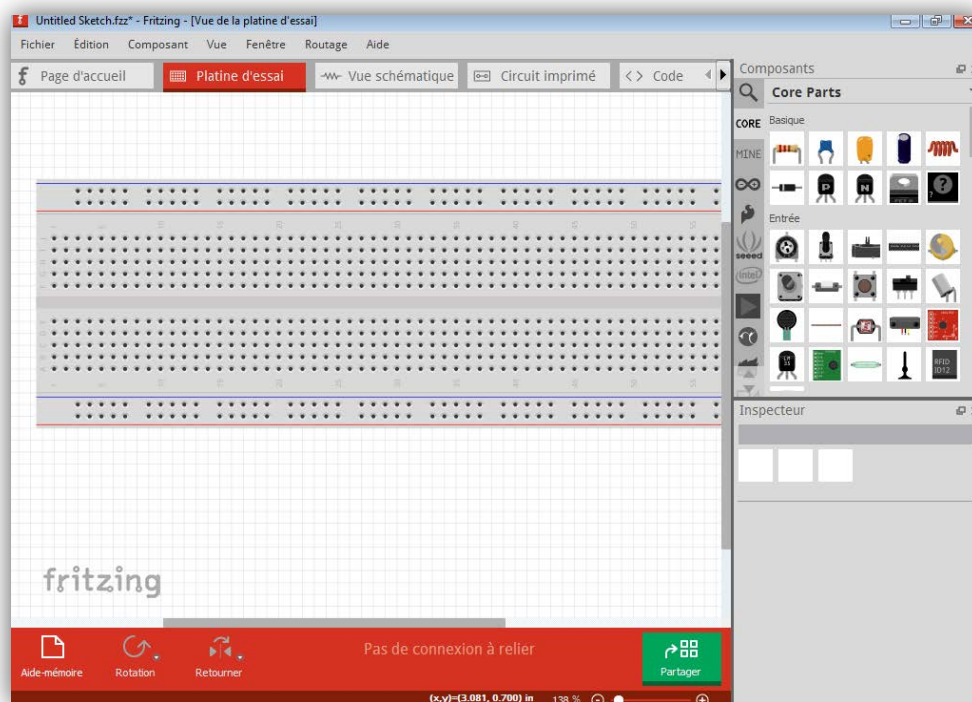 Untitled Sketch.fzz* - Fritzing - [Vue de la platine d'essai]
Fichier Édition Composant Vue Fenêtre Routage Aide
Page d'accueil Platine d'essai Vue schématique Circuit imprimé <> Code
Composants
Core Parts
CORE
Basique
MINE
P N
?
Entrée
seeed
intel
RFID
ID12
Inspecteur
fritzing
Aide-mémoire Rotation Retourner
Pas de connexion à relier
Partager
(x,y)=(3.081, 0.700) in 138 %